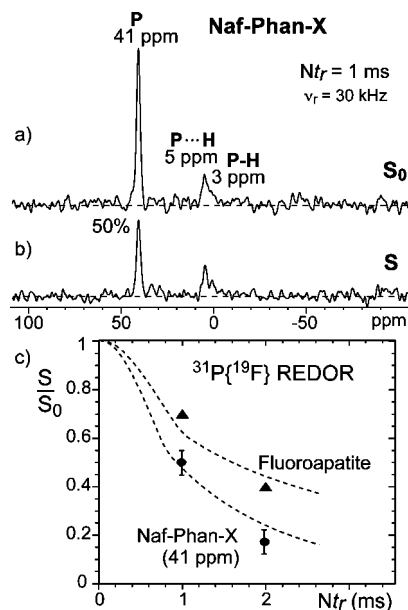 P
41 ppm
Naf-Phan-X
Ntr = 1 ms
νr = 30 kHz
a)
P···H
5 ppm
P-H
3 ppm
S₀
b)
50%
S
100 50 0 -50 ppm
c)
³¹P{¹⁹F} REDOR
S/S₀
1
0.8
0.6
0.4
0.2
0
Fluoroapatite
Naf-Phan-X
(41 ppm)
0 1 2 3
Ntr (ms)